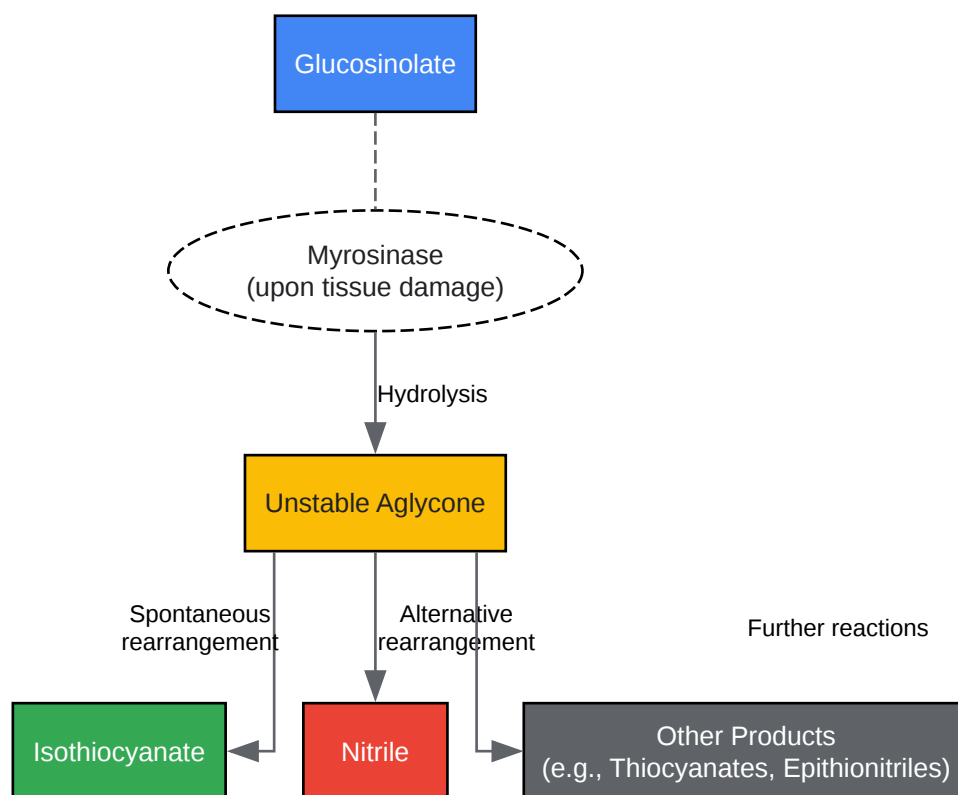 Glucosinolate
Myrosinase
(upon tissue damage)
Hydrolysis
Unstable Aglycone
Spontaneous
rearrangement
Alternative
rearrangement
Further reactions
Isothiocyanate
Nitrile
Other Products
(e.g., Thiocyanates, Epithionitriles)